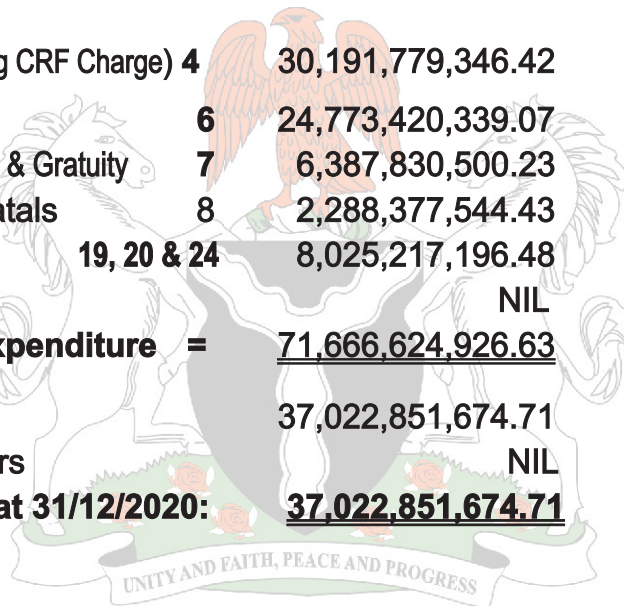 g CRF Charge) 4 30,191,779,346.42
6 24,773,420,339.07
& Gratuity 7 6,387,830,500.23
atals 8 2,288,377,544.43
19, 20 & 24 8,025,217,196.48
NIL
xpenditure = 71,666,624,926.63
37,022,851,674.71
rs NIL
at 31/12/2020: 37,022,851,674.71
UNITY AND FAITH, PEACE AND PROGRESS